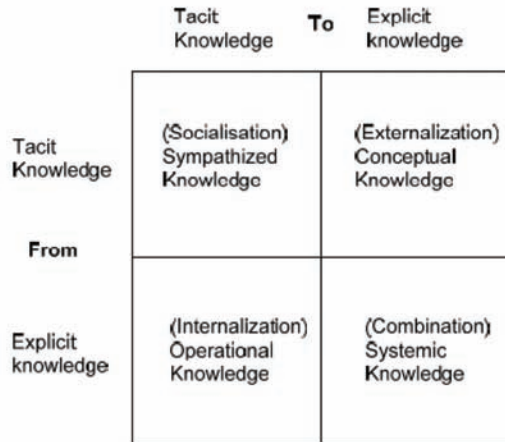 Tacit
Knowledge
To
Explicit
knowledge
Tacit
Knowledge
(Socialisation)
Sympathized
Knowledge
(Externalization)
Conceptual
Knowledge
From
Explicit
knowledge
(Internalization)
Operational
Knowledge
(Combination)
Systemic
Knowledge